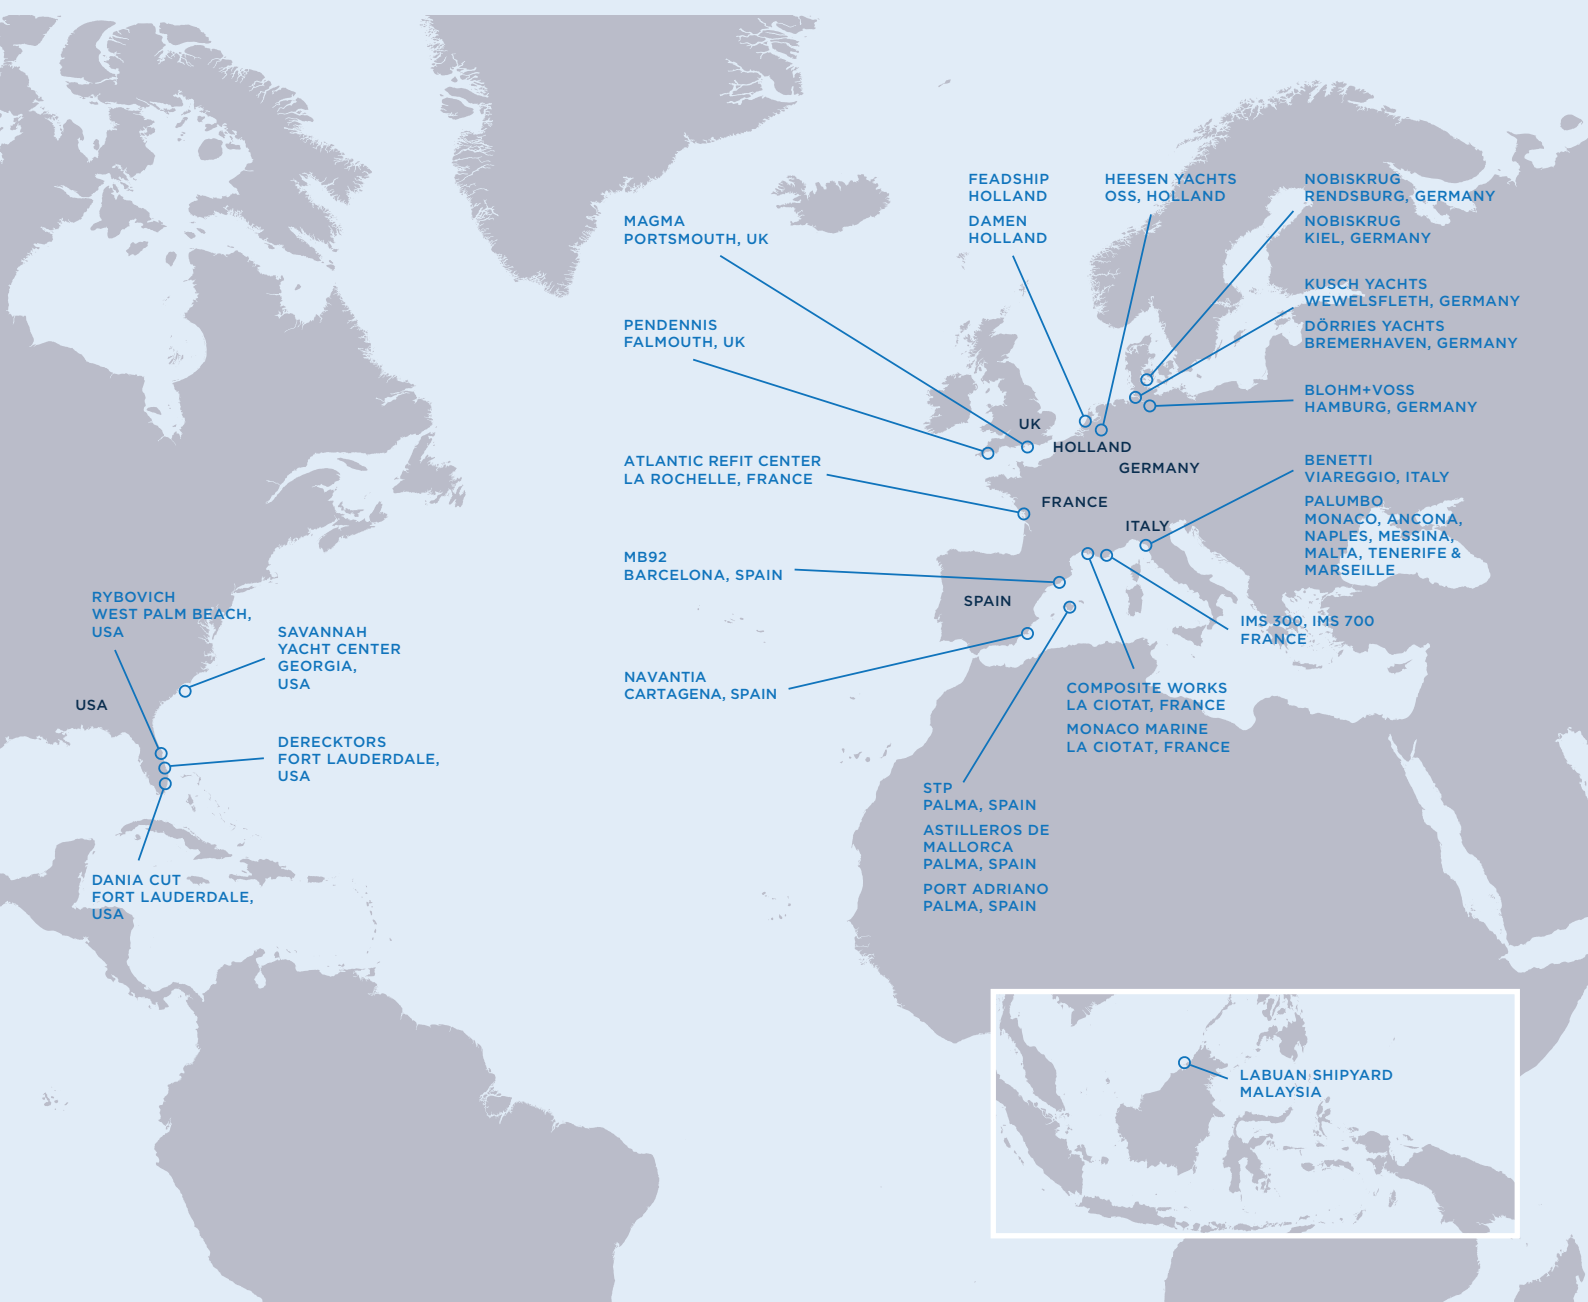 FEADSHIP
HOLLAND
DAMEN
HOLLAND
HEESEN YACHTS
OSS, HOLLAND
NOBISKRUG
RENDSBURG, GERMANY
NOBISKRUG
KIEL, GERMANY
MAGMA
PORTSMOUTH, UK
KUSCH YACHTS
WEWELSFLETH, GERMANY
DÖRRIES YACHTS
BREMERHAVEN, GERMANY
PENDENNIS
FALMOUTH, UK
BLOHM+VOSS
HAMBURG, GERMANY
UK
HOLLAND
GERMANY
ATLANTIC REFIT CENTER
LA ROCHELLE, FRANCE
BENETTI
VIAREGGIO, ITALY
PALUMBO
MONACO, ANCONA,
NAPLES, MESSINA,
MALTA, TENERIFE &
MARSEILLE
FRANCE
ITALY
MB92
BARCELONA, SPAIN
SPAIN
IMS 300, IMS 700
FRANCE
RYBOVICH
WEST PALM BEACH,
USA
SAVANNAH
YACHT CENTER
GEORGIA,
USA
NAVANTIA
CARTAGENA, SPAIN
COMPOSITE WORKS
LA CIOTAT, FRANCE
MONACO MARINE
LA CIOTAT, FRANCE
USA
DERECKTORS
FORT LAUDERDALE,
USA
STP
PALMA, SPAIN
ASTILLEROS DE
MALLORCA
PALMA, SPAIN
PORT ADRIANO
PALMA, SPAIN
DANIA CUT
FORT LAUDERDALE,
USA
LABUAN SHIPYARD
MALAYSIA